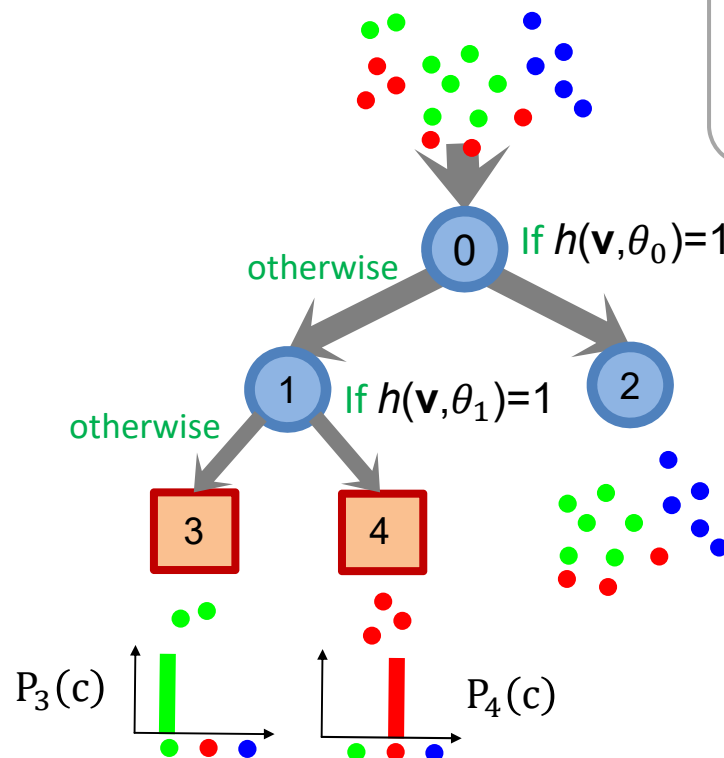 0
If h(v,θ₀)=1
otherwise
1
If h(v,θ₁)=1
2
otherwise
3
4
P₃(c)
P₄(c)